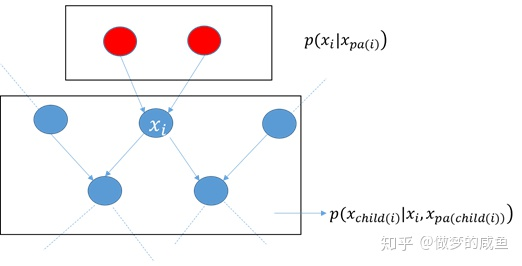 p(x_i|x_{pa(i)})
x_i
p(x_{child(i)}|x_i, x_{pa(child(i))})
知乎 @做梦的咸鱼